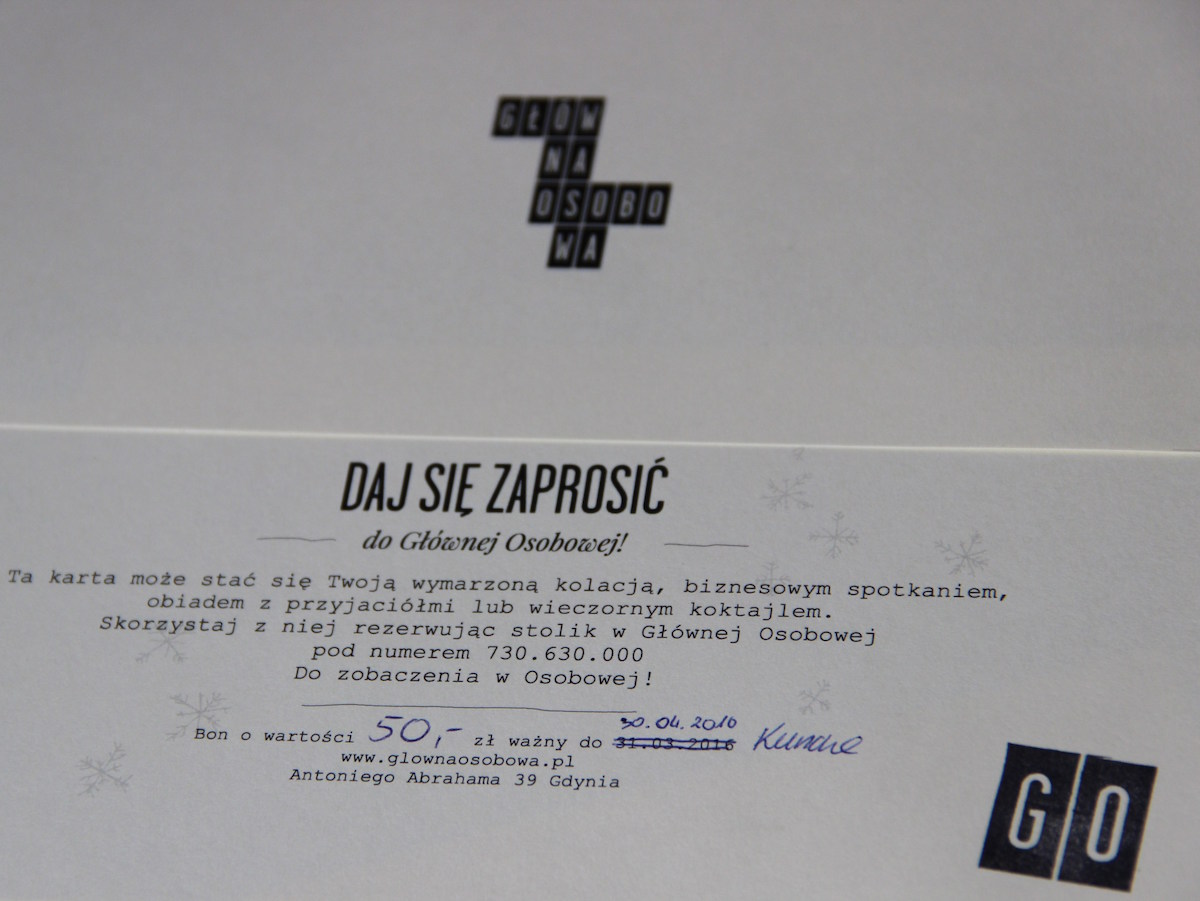 GŁÓW
NA
OSOBO
WA
DAJ SIĘ ZAPROSIĆ
do Głównej Osobowej!
Ta karta może stać się Twoją wymarzoną kolacją, biznesowym spotkaniem,
obiadem z przyjaciółmi lub wieczornym koktajlem.
Skorzystaj z niej rezerwując stolik w Głównej Osobowej
pod numerem 730.630.000
Do zobaczenia w Osobowej!
30.04.2016
Bon o wartości 50,- zł ważny do 31.03.2016
www.glownaosobowa.pl
Antoniego Abrahama 39 Gdynia
GO